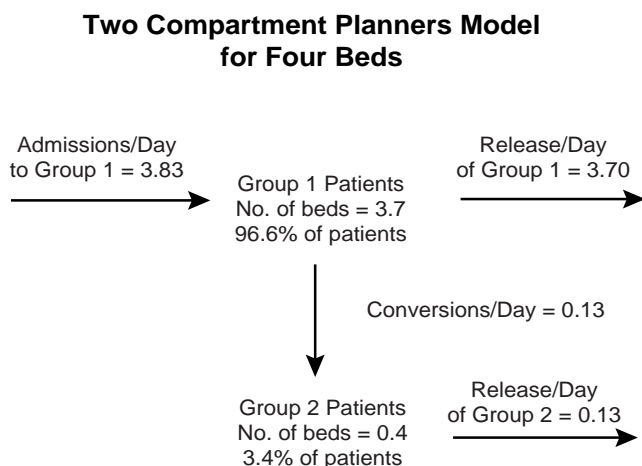 Two Compartment Planners Model
for Four Beds
Admissions/Day
to Group 1 = 3.83
Release/Day
of Group 1 = 3.70
Group 1 Patients
No. of beds = 3.7
96.6% of patients
Conversions/Day = 0.13
Group 2 Patients
No. of beds = 0.4
3.4% of patients
Release/Day
of Group 2 = 0.13